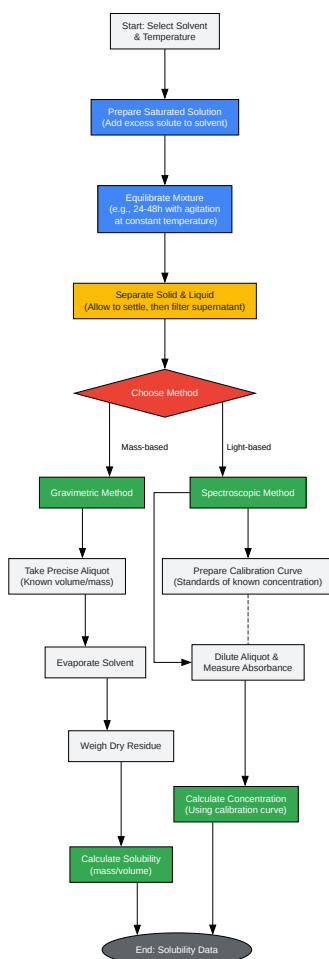 Start: Select Solvent
& Temperature
Prepare Saturated Solution
(Add excess solute to solvent)
Equilibrate Mixture
(e.g., 24-48h with agitation
at constant temperature)
Separate Solid & Liquid
(Allow to settle, then filter supernatant)
Choose Method
Mass-based
Light-based
Gravimetric Method
Spectroscopic Method
Take Precise Aliquot
(Known volume/mass)
Prepare Calibration Curve
(Standards of known concentration)
Evaporate Solvent
Dilute Aliquot &
Measure Absorbance
Weigh Dry Residue
Calculate Concentration
(Using calibration curve)
Calculate Solubility
(mass/volume)
End: Solubility Data